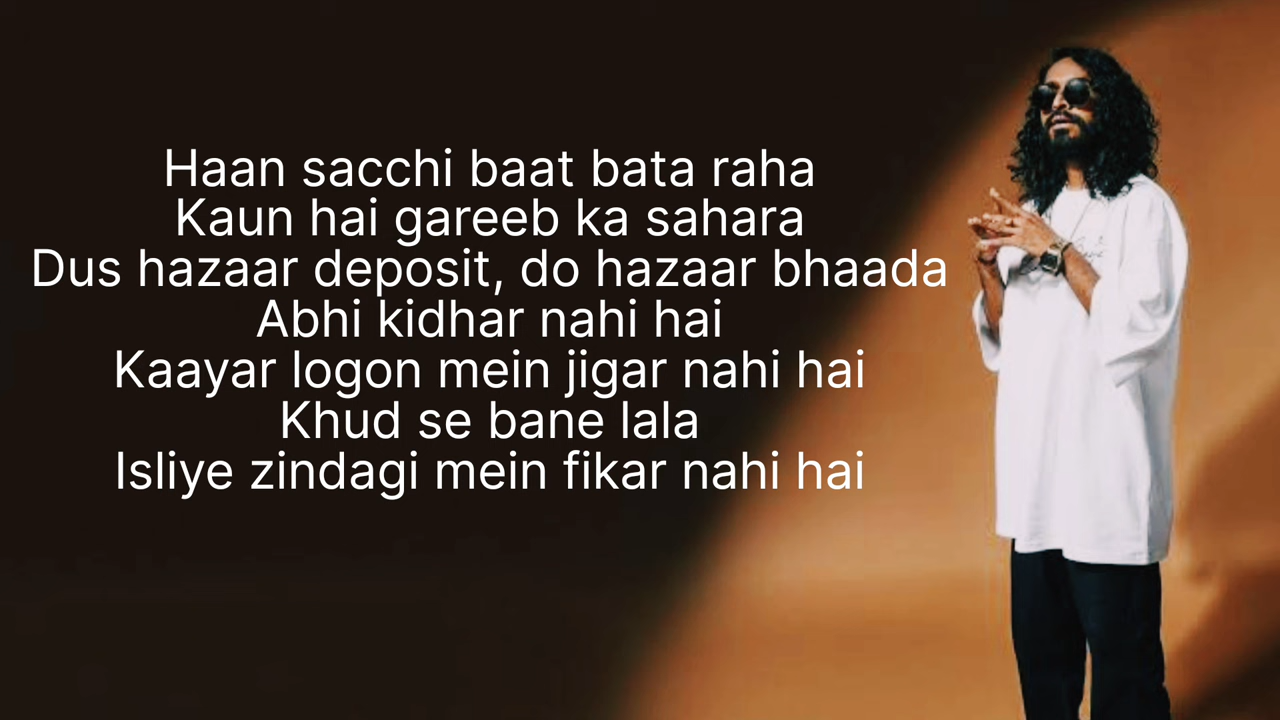 Haan sacchi baat bata raha
Kaun hai gareeb ka sahara
Dus hazaar deposit, do hazaar bhaada
Abhi kidhar nahi hai
Kaayar logon mein jigar nahi hai
Khud se bane lala
Isliye zindagi mein fikar nahi hai